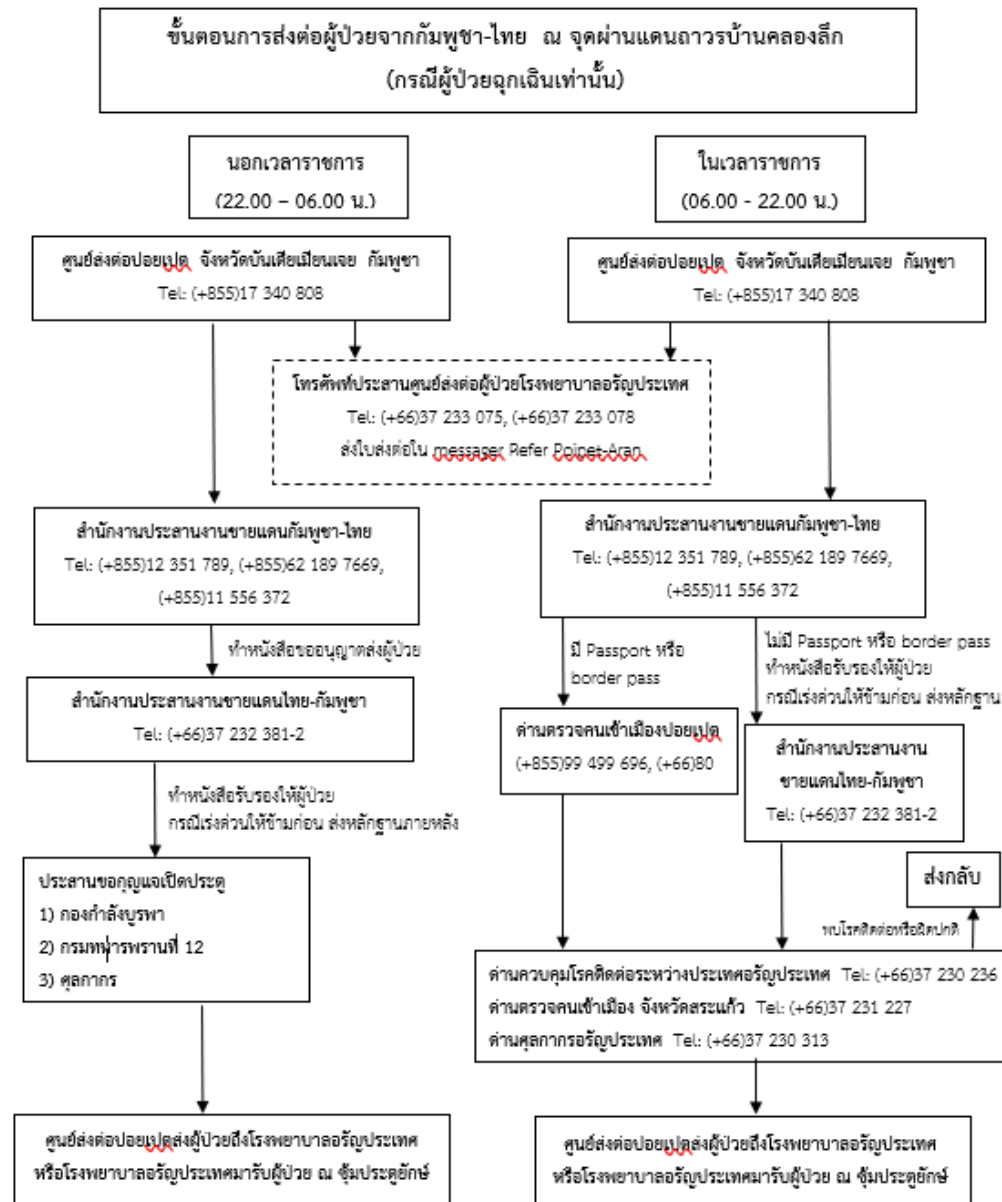 ขั้นตอนการส่งต่อผู้ป่วยจากกัมพูชา-ไทย ณ จุดผ่านแดนถาวรบ้านคลองลึก
(กรณีผู้ป่วยฉุกเฉินเท่านั้น)
นอกเวลาราชการ
(22.00 – 06.00 น.)
ศูนย์ส่งต่อปอยเปต จังหวัดบันเตียเมียนเจย กัมพูชา
Tel: (+855)17 340 808
ในเวลาราชการ
(06.00 - 22.00 น.)
ศูนย์ส่งต่อปอยเปต จังหวัดบันเตียเมียนเจย กัมพูชา
Tel: (+855)17 340 808
โทรศัพท์ประสานศูนย์ส่งต่อผู้ป่วยโรงพยาบาลอรัญประเทศ
Tel: (+66)37 233 075, (+66)37 233 078
ส่งใบส่งต่อใน messager Refer Poipet-Aran
สำนักงานประสานงานชายแดนกัมพูชา-ไทย
Tel: (+855)12 351 789, (+855)62 189 7669,
(+855)11 556 372
ทำหนังสือขออนุญาตส่งผู้ป่วย
สำนักงานประสานงานชายแดนไทย-กัมพูชา
Tel: (+66)37 232 381-2
ทำหนังสือรับรองให้ผู้ป่วย
กรณีเร่งด่วนให้ข้ามก่อน ส่งหลักฐานภายหลัง
ประสานขอกุญแจเปิดประตู
1) กองกำลังบูรพา
2) กรมทหารพรานที่ 12
3) ศุลกากร
ศูนย์ส่งต่อปอยเปตส่งผู้ป่วยถึงโรงพยาบาลอรัญประเทศ
หรือโรงพยาบาลอรัญประเทศมารับผู้ป่วย ณ ซุ้มประตูยักษ์
สำนักงานประสานงานชายแดนกัมพูชา-ไทย
Tel: (+855)12 351 789, (+855)62 189 7669,
(+855)11 556 372
มี Passport หรือ
border pass
ไม่มี Passport หรือ border pass
ทำหนังสือรับรองให้ผู้ป่วย
กรณีเร่งด่วนให้ข้ามก่อน ส่งหลักฐาน
ด่านตรวจคนเข้าเมืองปอยเปต
(+855)99 499 696, (+66)80
สำนักงานประสานงาน
ชายแดนไทย-กัมพูชา
Tel: (+66)37 232 381-2
ส่งกลับ
พบโรคติดต่อหรือผิดปกติ
ด่านควบคุมโรคติดต่อระหว่างประเทศอรัญประเทศ Tel: (+66)37 230 236
ด่านตรวจคนเข้าเมือง จังหวัดสระแก้ว Tel: (+66)37 231 227
ด่านศุลกากรอรัญประเทศ Tel: (+66)37 230 313
ศูนย์ส่งต่อปอยเปตส่งผู้ป่วยถึงโรงพยาบาลอรัญประเทศ
หรือโรงพยาบาลอรัญประเทศมารับผู้ป่วย ณ ซุ้มประตูยักษ์